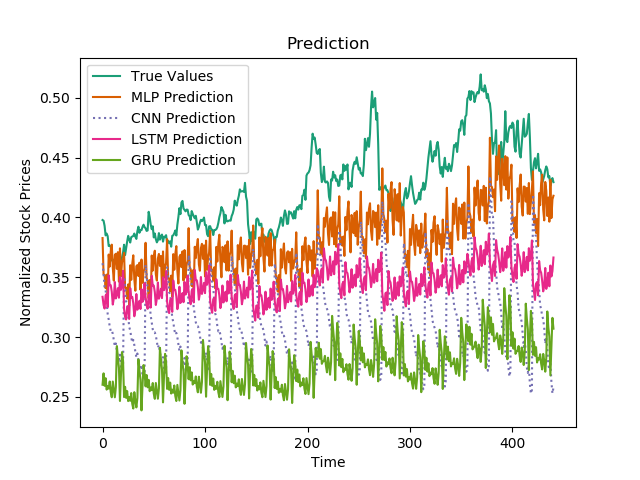 Prediction
True Values
MLP Prediction
CNN Prediction
LSTM Prediction
GRU Prediction
Normalized Stock Prices
0.50
0.45
0.40
0.35
0.30
0.25
0
100
200
300
400
Time